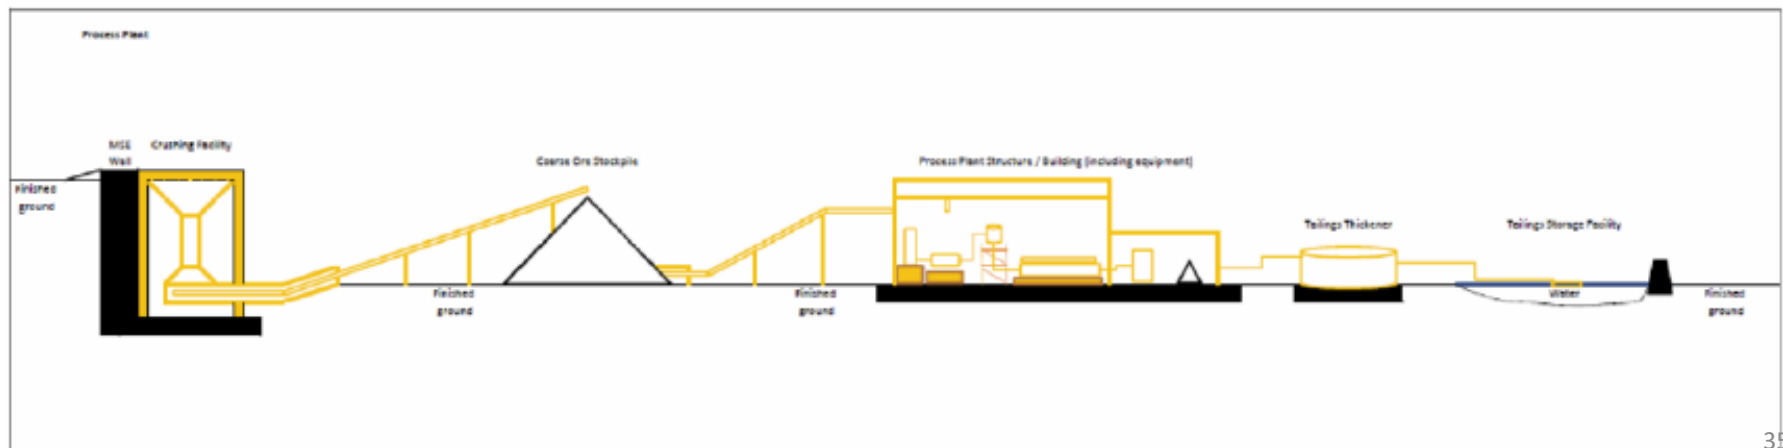 Process Plant
MSE
Wall
Crushing Facility
Coarse Ore Stockpile
Process Plant Structure / Building (including equipment)
Finished
ground
Tailings Thickener
Tailings Storage Facility
Finished
ground
Finished
ground
Water
Finished
ground